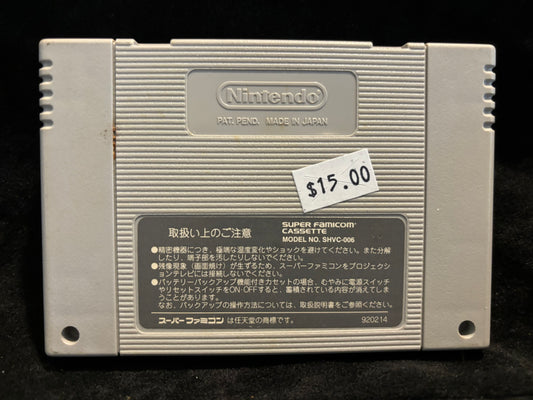 Nintendo
PAT. PEND. MADE IN JAPAN
$15.00
取扱い上のご注意
SUPER FAMICOM
CASSETTE
MODEL NO. SHVC-006
●精密機器につき、極端な温度変化やショックを避けてください。また分解
したり、端子部を汚したりしないでください。
●残像現象(画面焼け)が生ずるため、スーパーファミコンをプロジェクシ
ョンテレビには接続しないでください。
●バッテリーバックアップ機能付きカセットの場合、むやみに電源スイッチ
やリセットスイッチをON・OFFすると、蓄積されている内容が消えてしま
うことがあります。
なお、バックアップの操作方法については、取扱説明書をご参照ください。
スーパーファミコン は任天堂の商標です。 920214